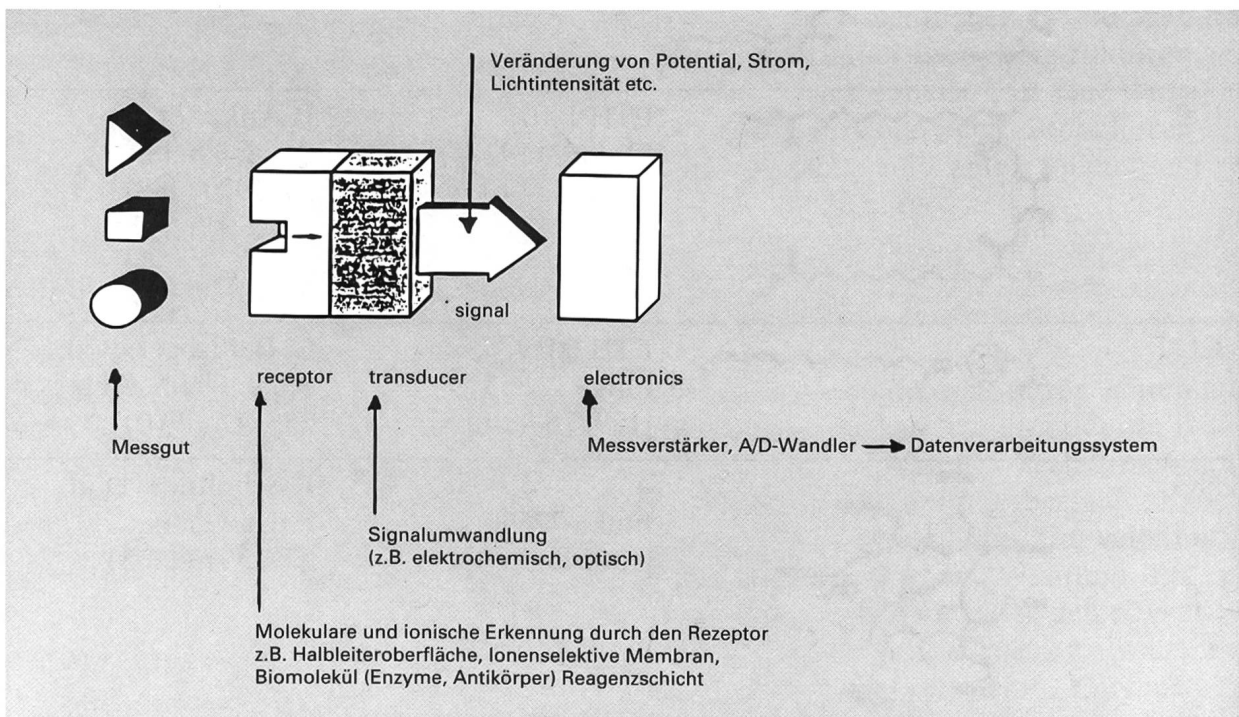 Veränderung von Potential, Strom,
Lichtintensität etc.
signal
receptor
transducer
electronics
Messgut
Messverstärker, A/D-Wandler
Datenverarbeitungssystem
Signalumwandlung
(z.B. elektrochemisch, optisch)
Molekulare und ionische Erkennung durch den Rezeptor
z.B. Halbleiteroberfläche, Ionenselektive Membran,
Biomolekül (Enzyme, Antikörper) Reagenzschicht